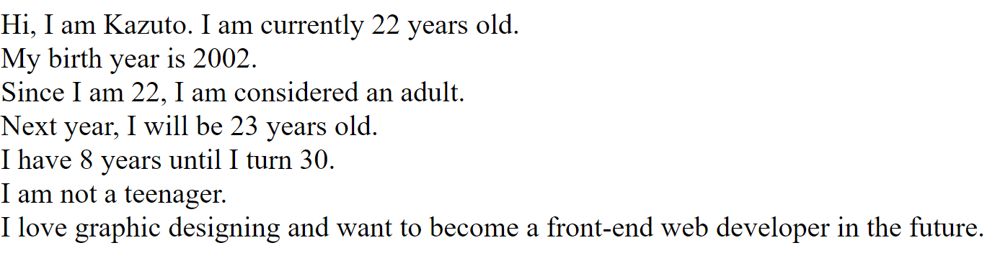 Hi, I am Kazuto. I am currently 22 years old.
My birth year is 2002.
Since I am 22, I am considered an adult.
Next year, I will be 23 years old.
I have 8 years until I turn 30.
I am not a teenager.
I love graphic designing and want to become a front-end web developer in the future.